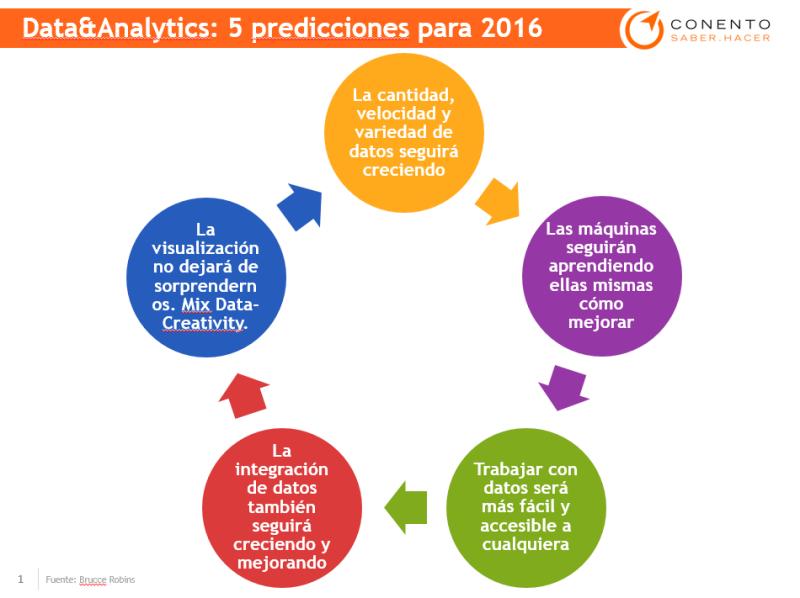 Data&Analytics: 5 predicciones para 2016
CONENTO
SABER.HACER
La cantidad,
velocidad y
variedad de
datos seguirá
creciendo
Las máquinas
seguirán
aprendiendo
ellas mismas
cómo
mejorar
Trabajar con
datos será
más fácil y
accesible a
cualquiera
La
integración
de datos
también
seguirá
creciendo y
mejorando
La
visualización
no dejará de
sorprendern
os. Mix Data-
Creativity.
1
Fuente: Brucce Robins